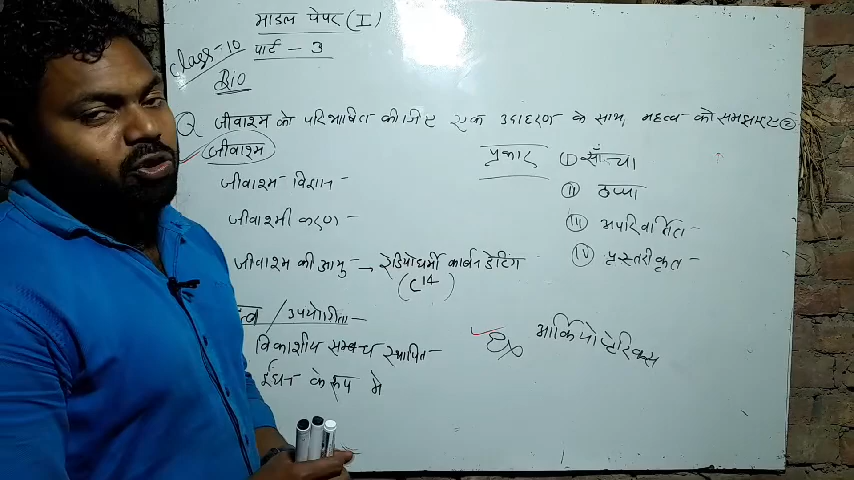 माडल पेपर (I)
Class-10 पार्ट - 3
Bio
Q जीवाश्म को परिभाषित कीजिए एक उदाहरण के साथ, महत्व को समझाइए ②
जीवाश्म
जीवाश्म विज्ञान -
जीवाश्मी करण -
जीवाश्म की आयु - → रेडियोधर्मी कार्बन डेटिंग
(C14)
प्रकार
(I) साँचा
(II) ठप्पा
(III) अपरिवर्तित -
(IV) प्रस्तरीकृत -
त्व / उपयोगिता -
विकाशीय सम्बन्ध स्थापित -
ईंधन के रूप मे
Ex आर्कियोप्टेरिक्स